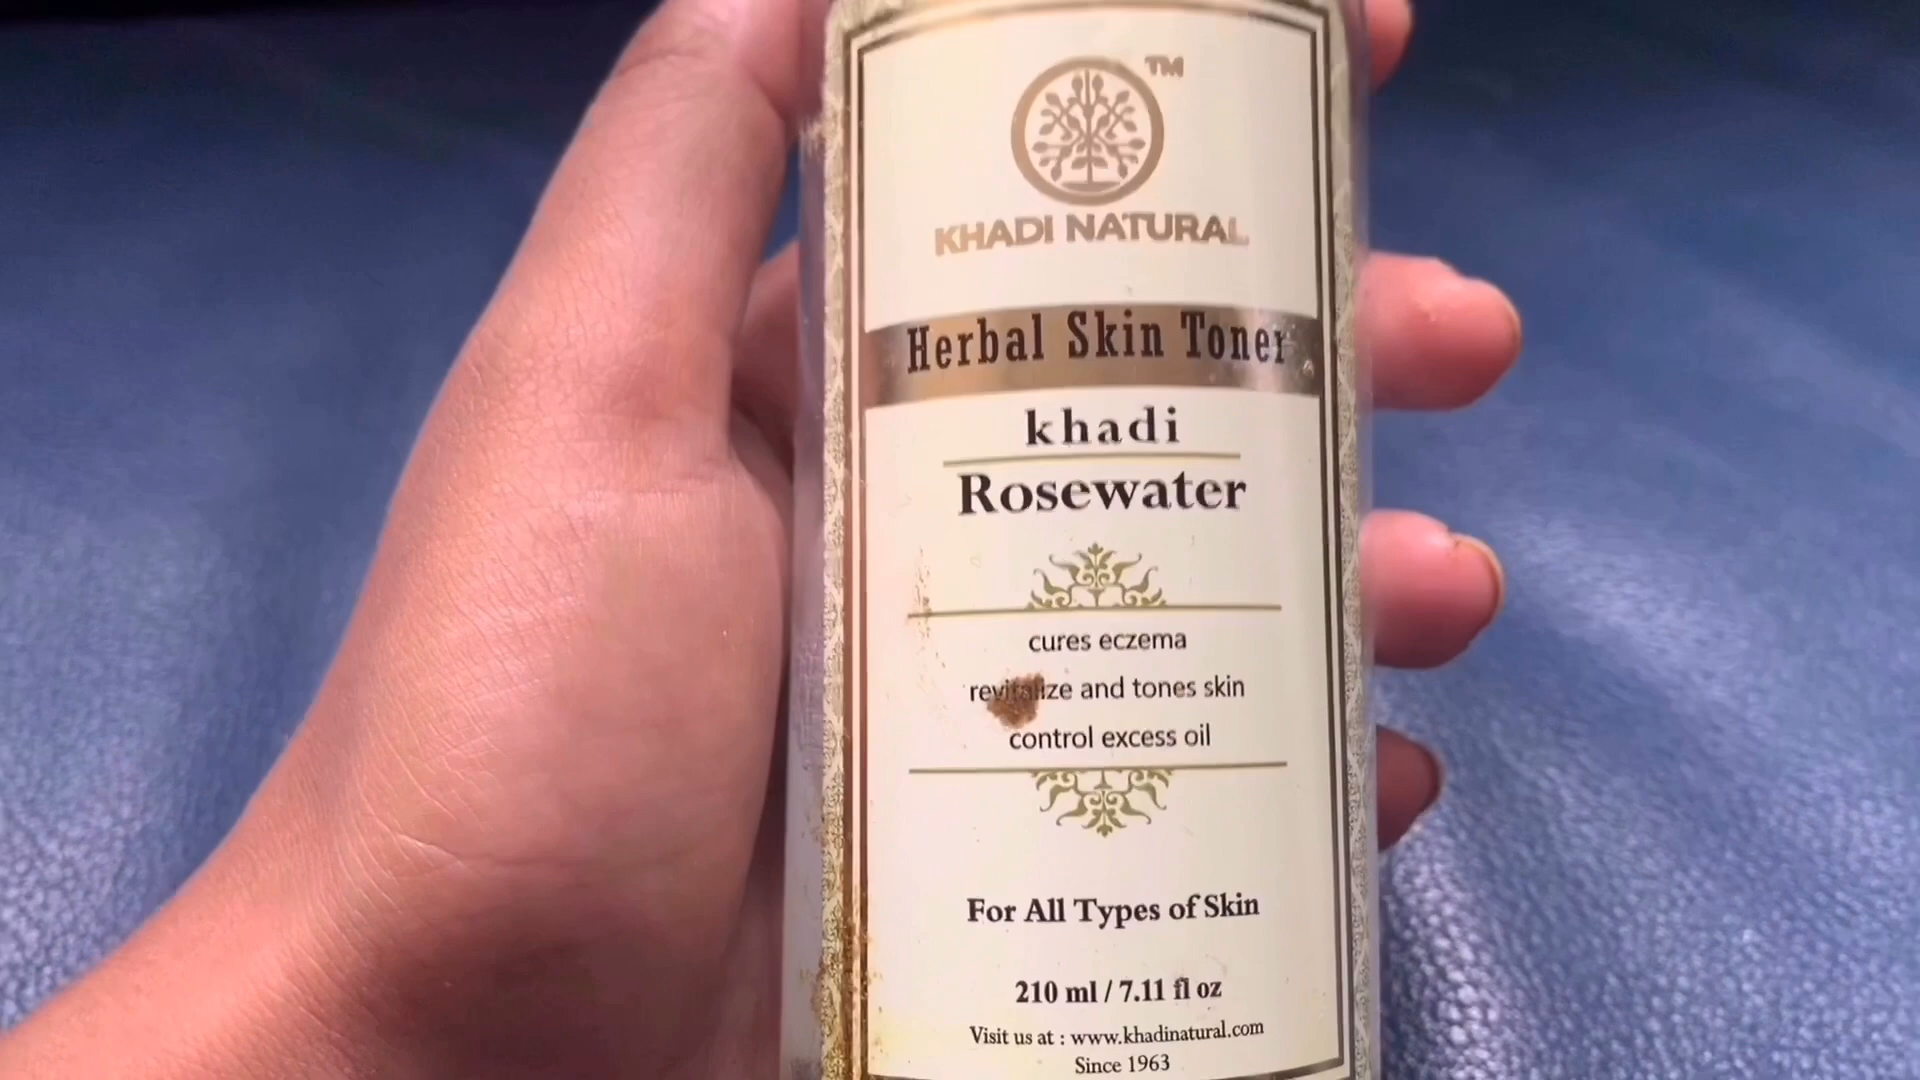 TM
KHADI NATURAL
Herbal Skin Toner
khadi
Rosewater
cures eczema
revitalize and tones skin
control excess oil
For All Types of Skin
210 ml / 7.11 fl oz
Visit us at : www.khadinatural.com
Since 1963